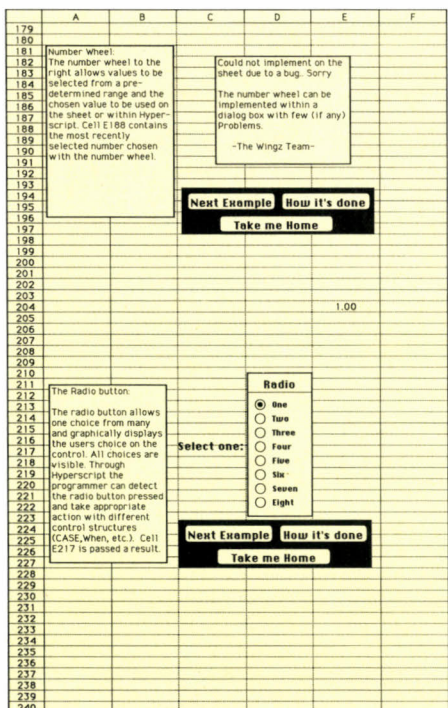 A B C D E F
179
180
181
182
183
184
185
186
187
188
189
190
191
192
193
194
195
196
197
198
199
200
201
202
203
204
205
206
207
208
209
210
211
212
213
214
215
216
217
218
219
220
221
222
223
224
225
226
227
228
229
230
231
232
233
234
235
236
237
238
239
240
Number Wheel:
The number wheel to the
right allows values to be
selected from a pre-
determined range and the
chosen value to be used on
the sheet or within Hyper-
script. Cell E188 contains
the most recently
selected number chosen
with the number wheel.
Could not implement on the
sheet due to a bug.. Sorry
The number wheel can be
implemented within a
dialog box with few (if any)
Problems.
-The Wingz Team-
Next Example How it's done
Take me Home
1.00
The Radio button:
The radio button allows
one choice from many
and graphically displays
the users choice on the
control. All choices are
visible. Through
Hyperscript the
programmer can detect
the radio button pressed
and take appropriate
action with different
control structures
(CASE,When, etc.). Cell
E217 is passed a result.
Select one:
Radio
One
Two
Three
Four
Five
Six
Seven
Eight
Next Example How it's done
Take me Home